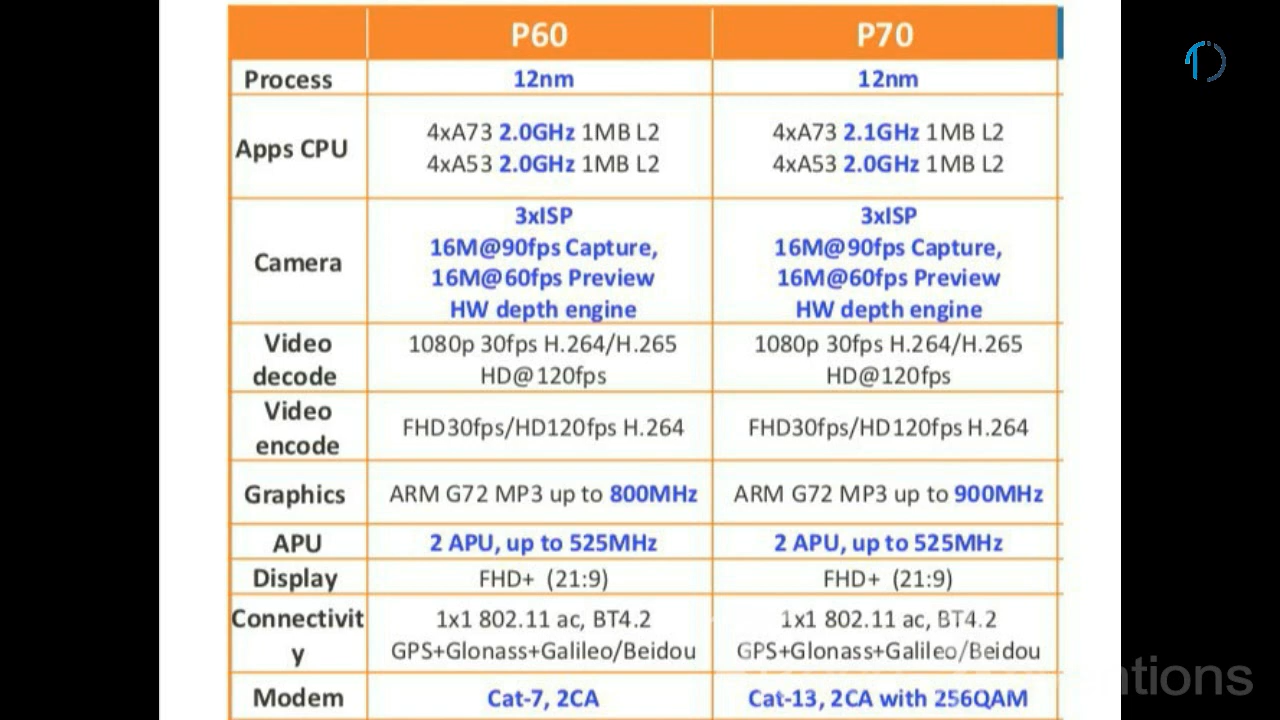 P60 P70
Process 12nm 12nm
Apps CPU 4xA73 2.0GHz 1MB L2 4xA73 2.1GHz 1MB L2
4xA53 2.0GHz 1MB L2 4xA53 2.0GHz 1MB L2
Camera 3xISP 3xISP
16M@90fps Capture, 16M@90fps Capture,
16M@60fps Preview 16M@60fps Preview
HW depth engine HW depth engine
Video 1080p 30fps H.264/H.265 1080p 30fps H.264/H.265
decode HD@120fps HD@120fps
Video
encode FHD30fps/HD120fps H.264 FHD30fps/HD120fps H.264
Graphics ARM G72 MP3 up to 800MHz ARM G72 MP3 up to 900MHz
APU 2 APU, up to 525MHz 2 APU, up to 525MHz
Display FHD+ (21:9) FHD+ (21:9)
Connectivit 1x1 802.11 ac, BT4.2 1x1 802.11 ac, BT4.2
y GPS+Glonass+Galileo/Beidou GPS+Glonass+Galileo/Beidou
Modem Cat-7, 2CA Cat-13, 2CA with 256QAM